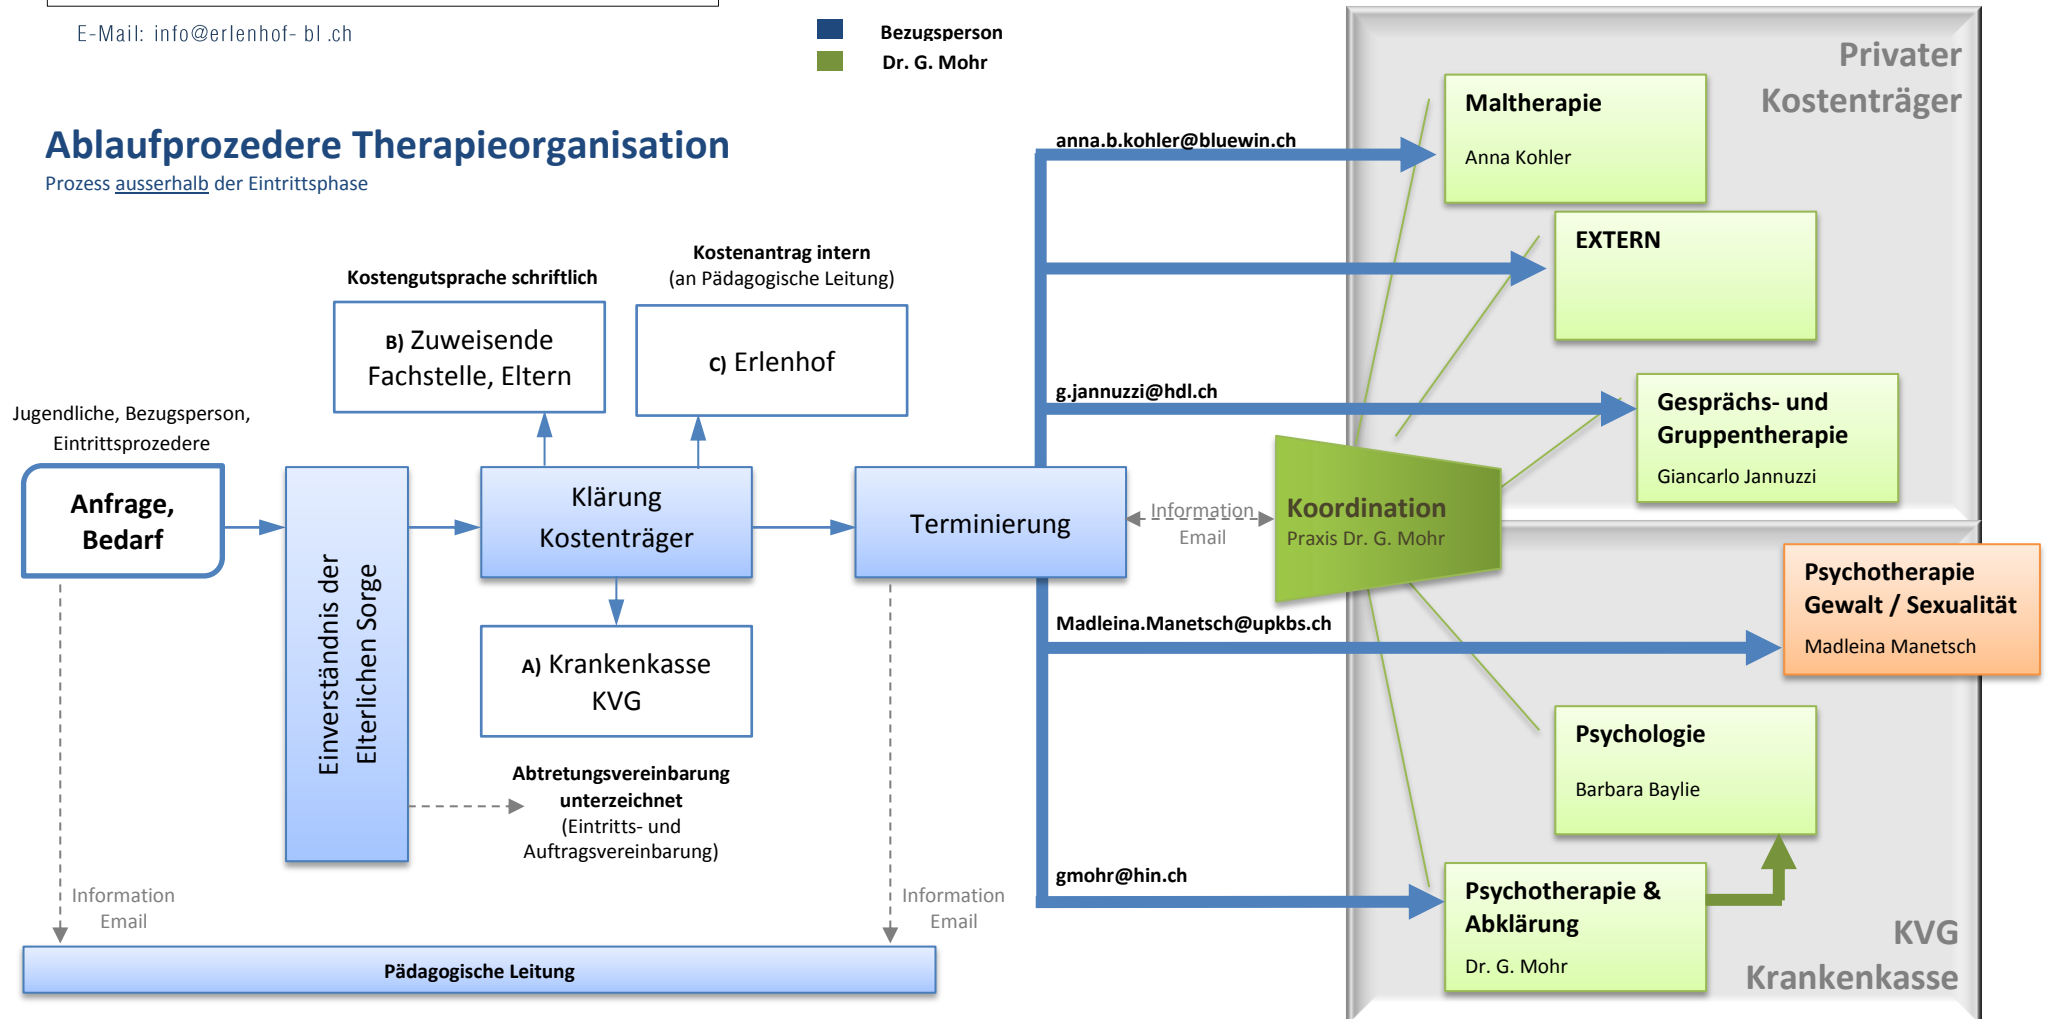 E-Mail: info@erlenhof- bl .ch
Bezugsperson
Dr. G. Mohr
Ablaufprozedere Therapieorganisation
Prozess ausserhalb der Eintrittsphase
Kostengutsprache schriftlich
Kostenantrag intern
(an Pädagogische Leitung)
B) Zuweisende
Fachstelle, Eltern
C) Erlenhof
Jugendliche, Bezugsperson,
Eintrittsprozedere
Anfrage,
Bedarf
Einverständnis der
Elterlichen Sorge
Klärung
Kostenträger
Terminierung
A) Krankenkasse
KVG
Abtretungsvereinbarung
unterzeichnet
(Eintritts- und
Auftragsvereinbarung)
Information
Email
Information
Email
Pädagogische Leitung
anna.b.kohler@bluewin.ch
g.jannuzzi@hdl.ch
Information
Email
Koordination
Praxis Dr. G. Mohr
Madleina.Manetsch@upkbs.ch
gmohr@hin.ch
Privater
Kostenträger
Maltherapie
Anna Kohler
EXTERN
Gesprächs- und
Gruppentherapie
Giancarlo Jannuzzi
Psychotherapie
Gewalt / Sexualität
Madleina Manetsch
Psychologie
Barbara Baylie
Psychotherapie &
Abklärung
Dr. G. Mohr
KVG
Krankenkasse